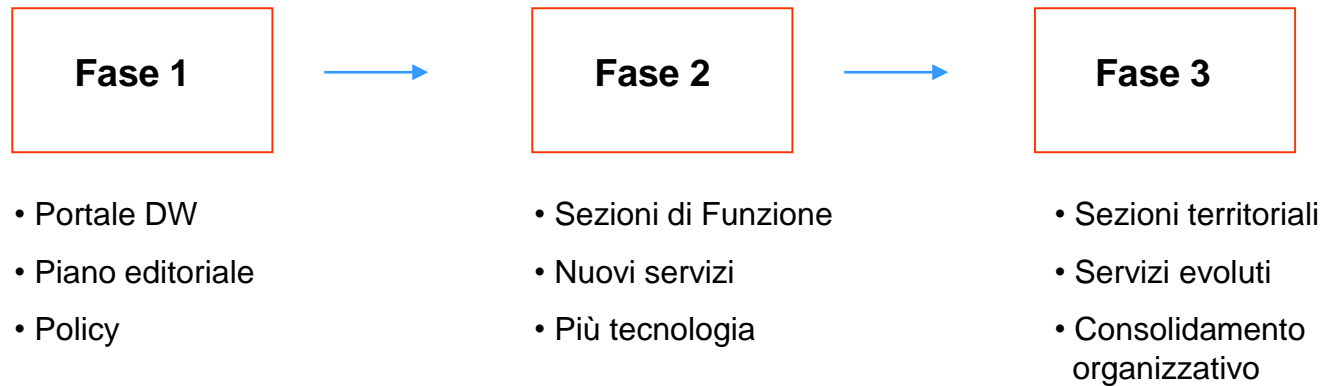 Fase 1
Fase 2
Fase 3
• Portale DW
• Piano editoriale
• Policy
• Sezioni di Funzione
• Nuovi servizi
• Più tecnologia
• Sezioni territoriali
• Servizi evoluti
• Consolidamento
organizzativo